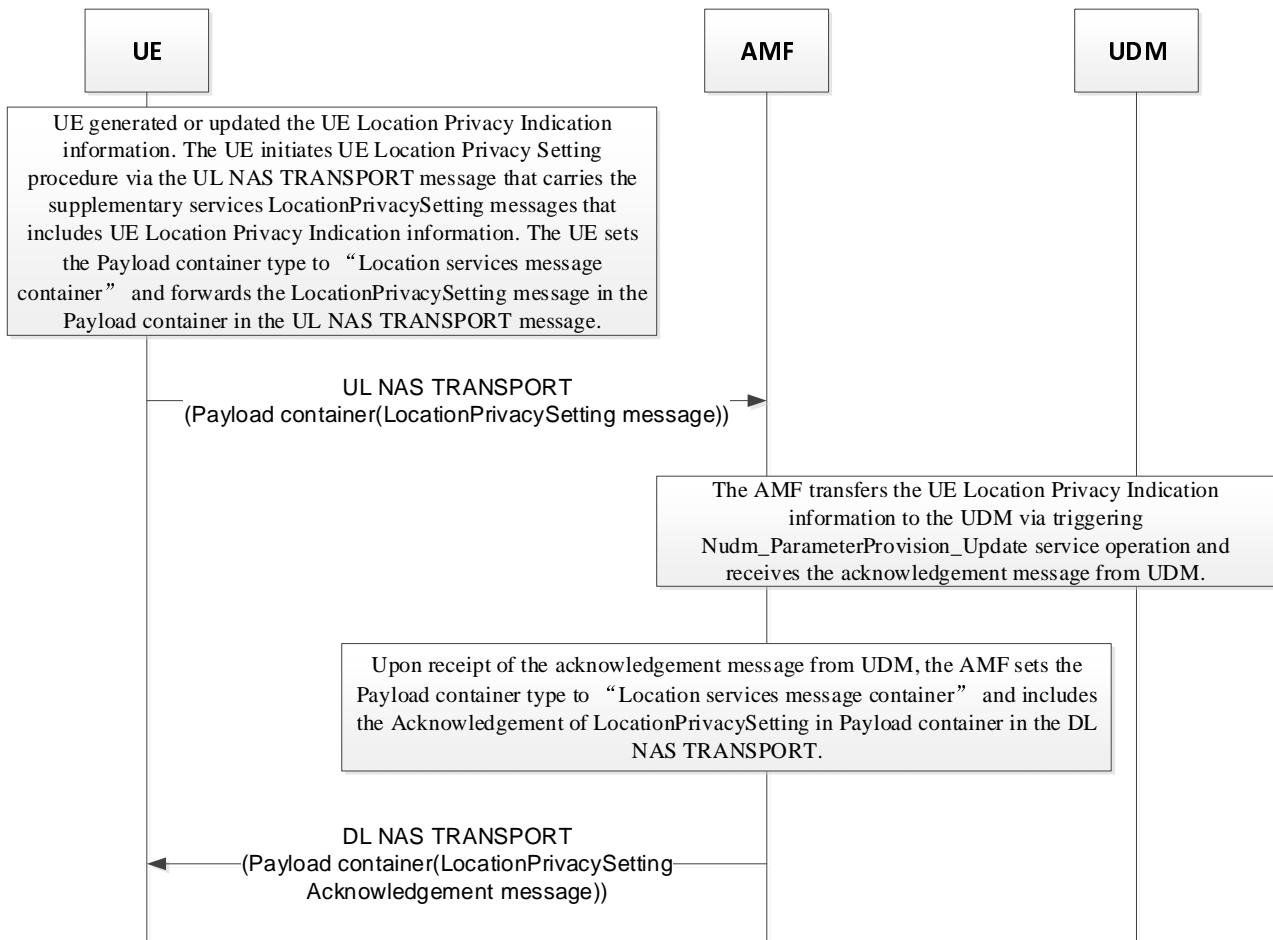 UE
AMF
UDM
UE generated or updated the UE Location Privacy Indication
information. The UE initiates UE Location Privacy Setting
procedure via the UL NAS TRANSPORT message that carries the
supplementary services LocationPrivacySetting messages that
includes UE Location Privacy Indication information. The UE sets
the Payload container type to “Location services message
container” and forwards the LocationPrivacySetting message in the
Payload container in the UL NAS TRANSPORT message.
UL NAS TRANSPORT
(Payload container(LocationPrivacySetting message))
The AMF transfers the UE Location Privacy Indication
information to the UDM via triggering
Nudm_ParameterProvision_Update service operation and
receives the acknowledgement message from UDM.
Upon receipt of the acknowledgement message from UDM, the AMF sets the
Payload container type to “Location services message container” and includes
the Acknowledgement of LocationPrivacySetting in Payload container in the DL
NAS TRANSPORT.
DL NAS TRANSPORT
(Payload container(LocationPrivacySetting
Acknowledgement message))